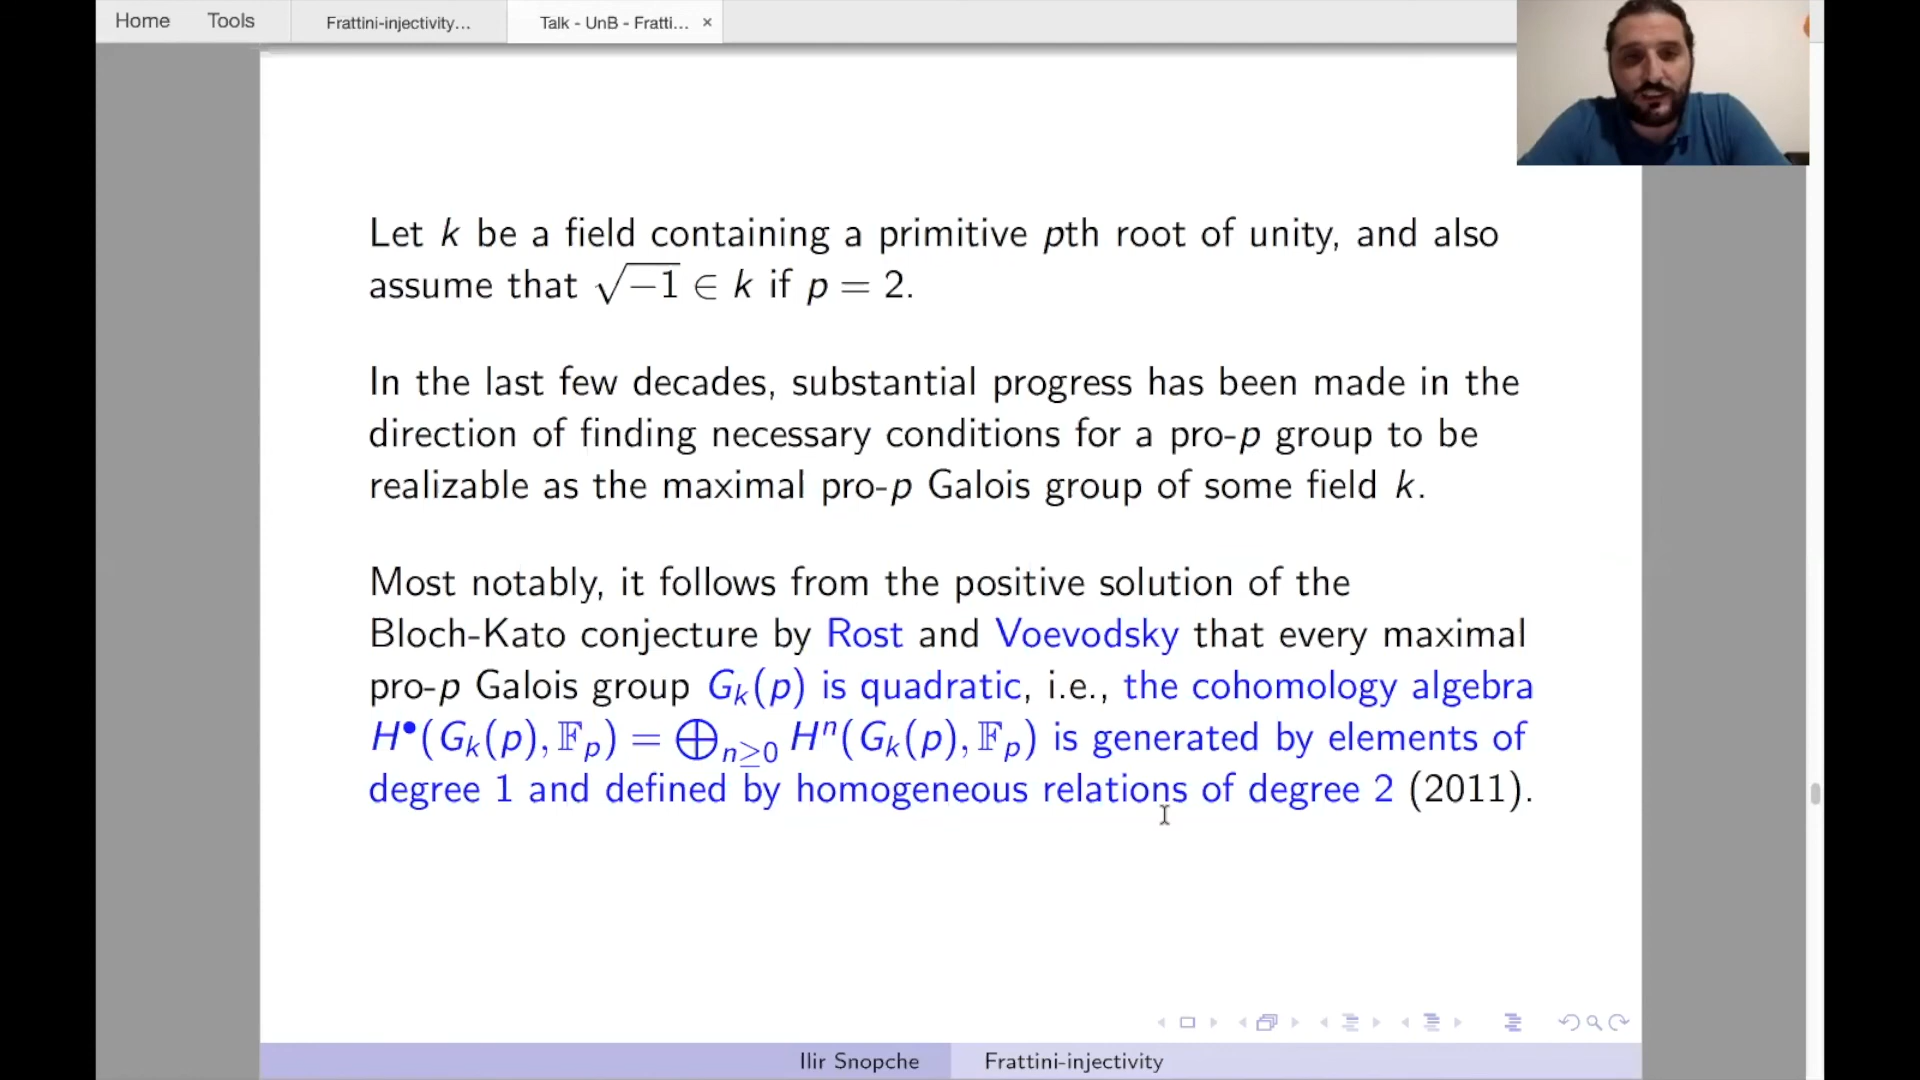 Home Tools Frattini-injectivity... Talk - UnB - Fratti... ×
Let k be a field containing a primitive pth root of unity, and also
assume that √−1 ∈ k if p = 2.
In the last few decades, substantial progress has been made in the
direction of finding necessary conditions for a pro-p group to be
realizable as the maximal pro-p Galois group of some field k.
Most notably, it follows from the positive solution of the
Bloch-Kato conjecture by Rost and Voevodsky that every maximal
pro-p Galois group G_k(p) is quadratic, i.e., the cohomology algebra
H^•(G_k(p), 𝔽_p) = ⊕_{n≥0} H^n(G_k(p), 𝔽_p) is generated by elements of
degree 1 and defined by homogeneous relations of degree 2 (2011).
Ilir Snopche Frattini-injectivity